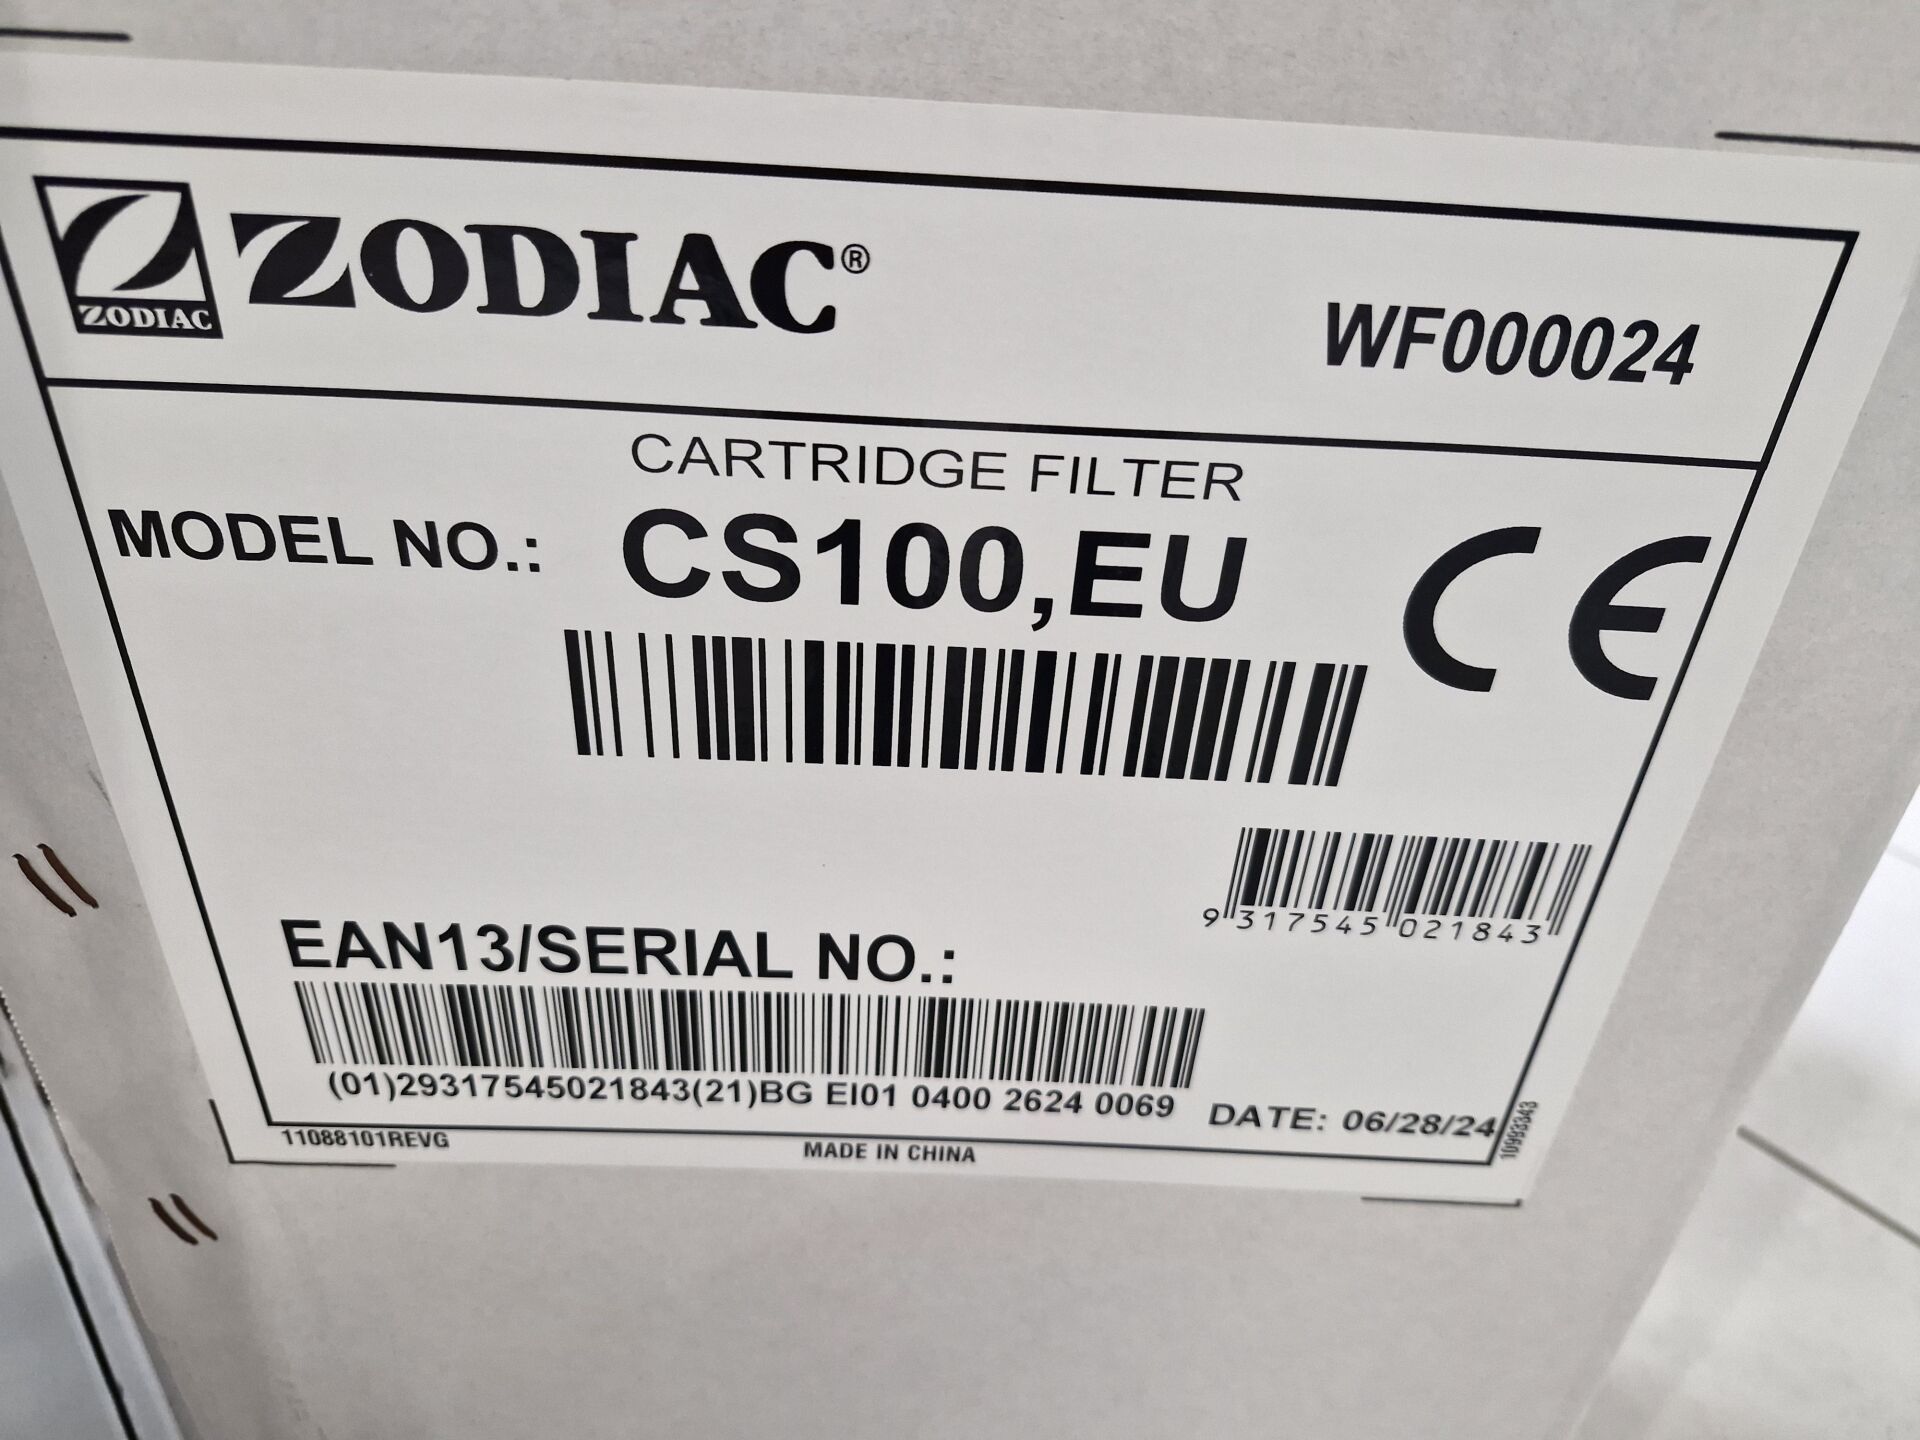 ZODIAC
ZODIAC®
WF000024
CARTRIDGE FILTER
MODEL NO.: CS100,EU
CE
9 317545 021843
EAN13/SERIAL NO.:
(01)29317545021843(21)BG EI01 0400 2624 0069
DATE: 06/28/24
11088101REVG
MADE IN CHINA
10993343